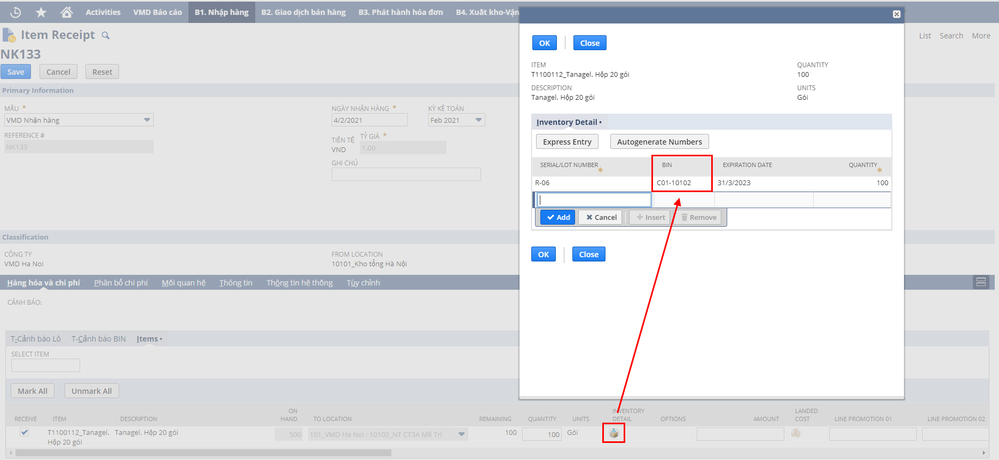 Activities VMD Báo cáo B1. Nhập hàng B2. Giao dịch bán hàng B3. Phát hành hóa đơn B4. Xuất kho-Vận
Item Receipt
List Search More
NK133
Save Cancel Reset
Primary Information
MẪU *
VMD Nhận hàng
REFERENCE #
NK133
NGÀY NHẬN HÀNG *
4/2/2021
KỲ KẾ TOÁN
Feb 2021
TIỀN TỆ
VND
TỶ GIÁ *
1.00
GHI CHÚ
Classification
CÔNG TY
VMD Ha Noi
FROM LOCATION
10101_Kho tổng Hà Nội
Hàng hóa và chi phí Phân bổ chi phí Mối quan hệ Thông tin Thông tin hệ thống Tùy chỉnh
CẢNH BÁO:
T-Cảnh báo Lô T-Cảnh báo BIN Items •
SELECT ITEM
Mark All Unmark All
RECEIVE ITEM DESCRIPTION ON HAND TO LOCATION REMAINING QUANTITY UNITS INVENTORY DETAIL OPTIONS AMOUNT LANDED COST LINE PROMOTION 01 LINE PROMOTION 02
T1100112_Tanagel. Tanagel. Hộp 20 gói 500 101_VMD Ha Noi : 10102_NT CT3A Mễ Trì 100 100 Gói
Hộp 20 gói
OK Close
ITEM
T1100112_Tanagel. Hộp 20 gói
QUANTITY
100
DESCRIPTION
Tanagel. Hộp 20 gói
UNITS
Gói
Inventory Detail •
Express Entry Autogenerate Numbers
SERIAL/LOT NUMBER * BIN EXPIRATION DATE QUANTITY *
R-06 C01-10102 31/3/2023 100
Add Cancel Insert Remove
OK Close